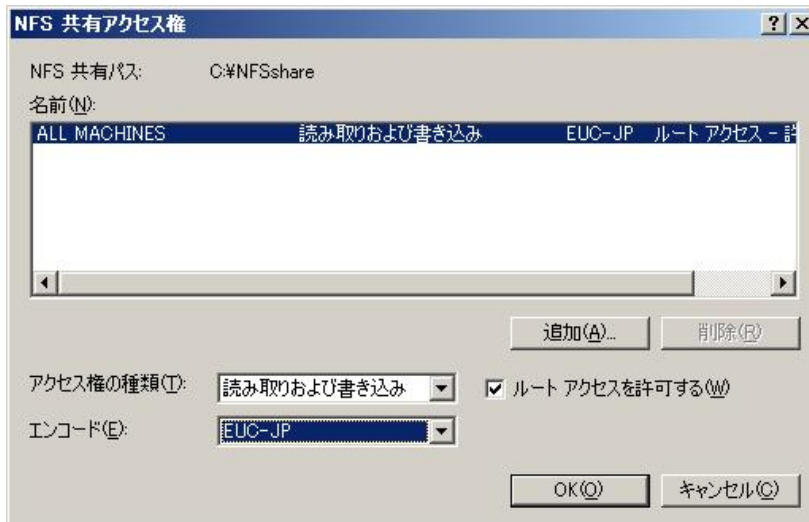 NFS 共有アクセス権
NFS 共有パス: C:¥NFSshare
名前(N):
ALL MACHINES 読み取りおよび書き込み EUC-JP ルート アクセス - 許
追加(A)... 削除(R)
アクセス権の種類(T): 読み取りおよび書き込み ルート アクセスを許可する(W)
エンコード(E): EUC-JP
OK(O) キャンセル(C)